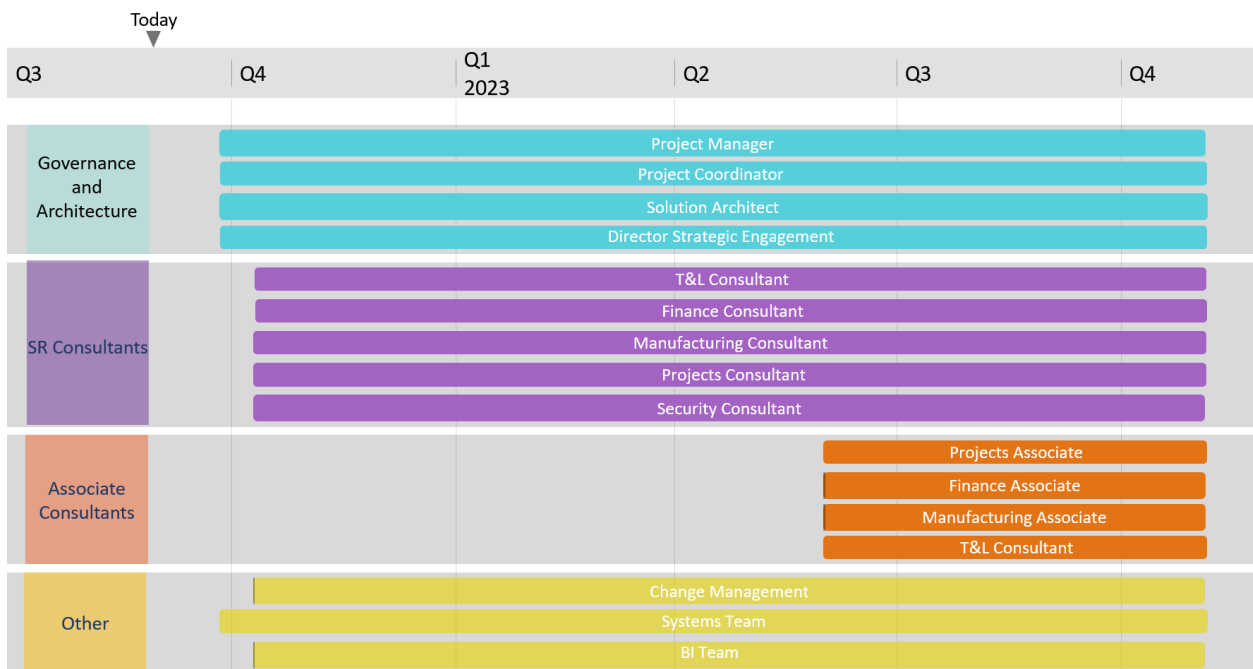 Today
Q3
Q4
Q1
2023
Q2
Q3
Q4
Governance
and
Architecture
Project Manager
Project Coordinator
Solution Architect
Director Strategic Engagement
SR Consultants
T&L Consultant
Finance Consultant
Manufacturing Consultant
Projects Consultant
Security Consultant
Associate
Consultants
Projects Associate
Finance Associate
Manufacturing Associate
T&L Consultant
Other
Change Management
Systems Team
BI Team